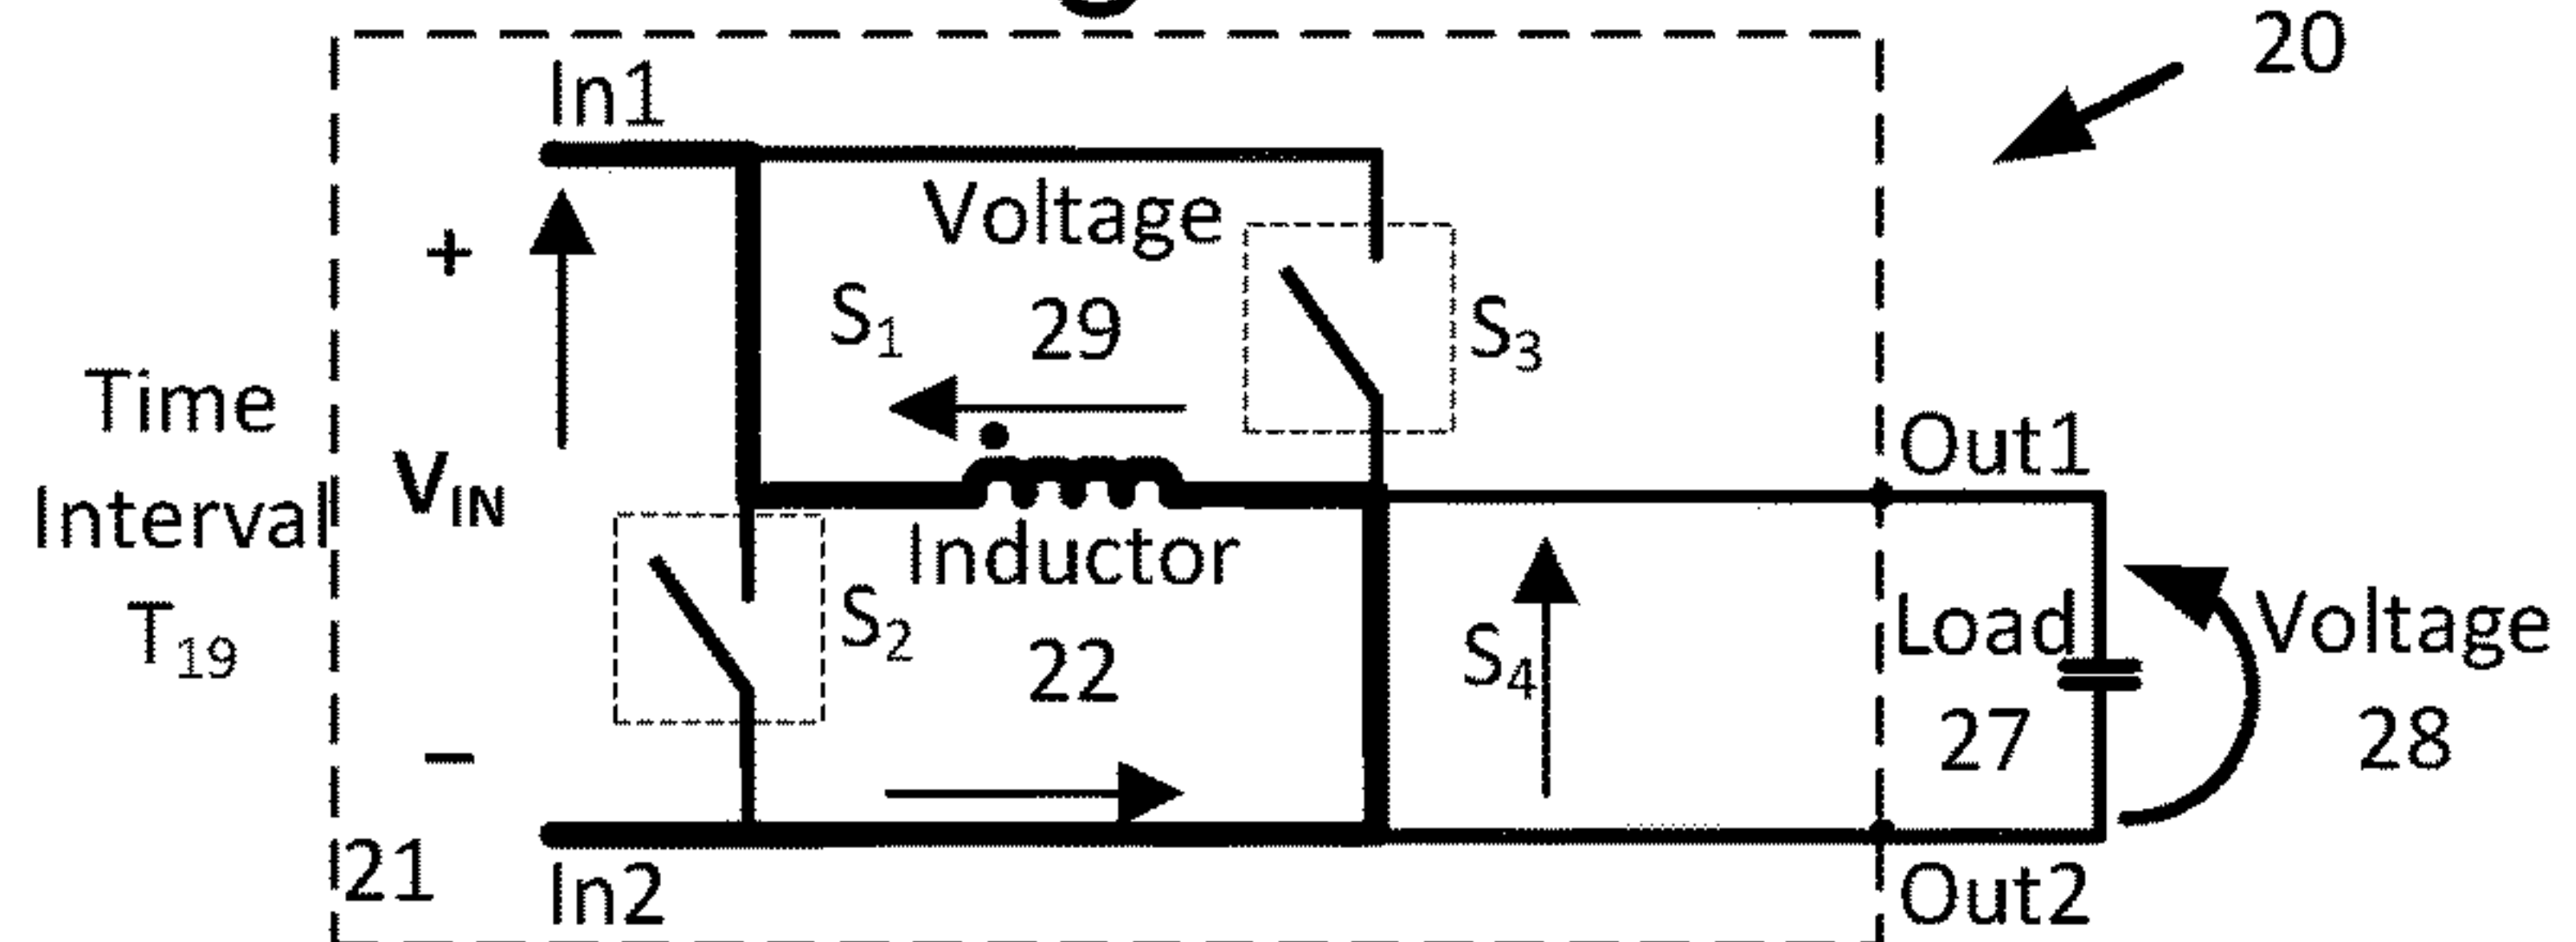 20
In1
+
Voltage
29
S₁
S₃
Time
Interval
T₁₉
V_IN
Out1
Inductor
22
S₂
S₄
Load
27
Voltage
28
–
21
In2
Out2